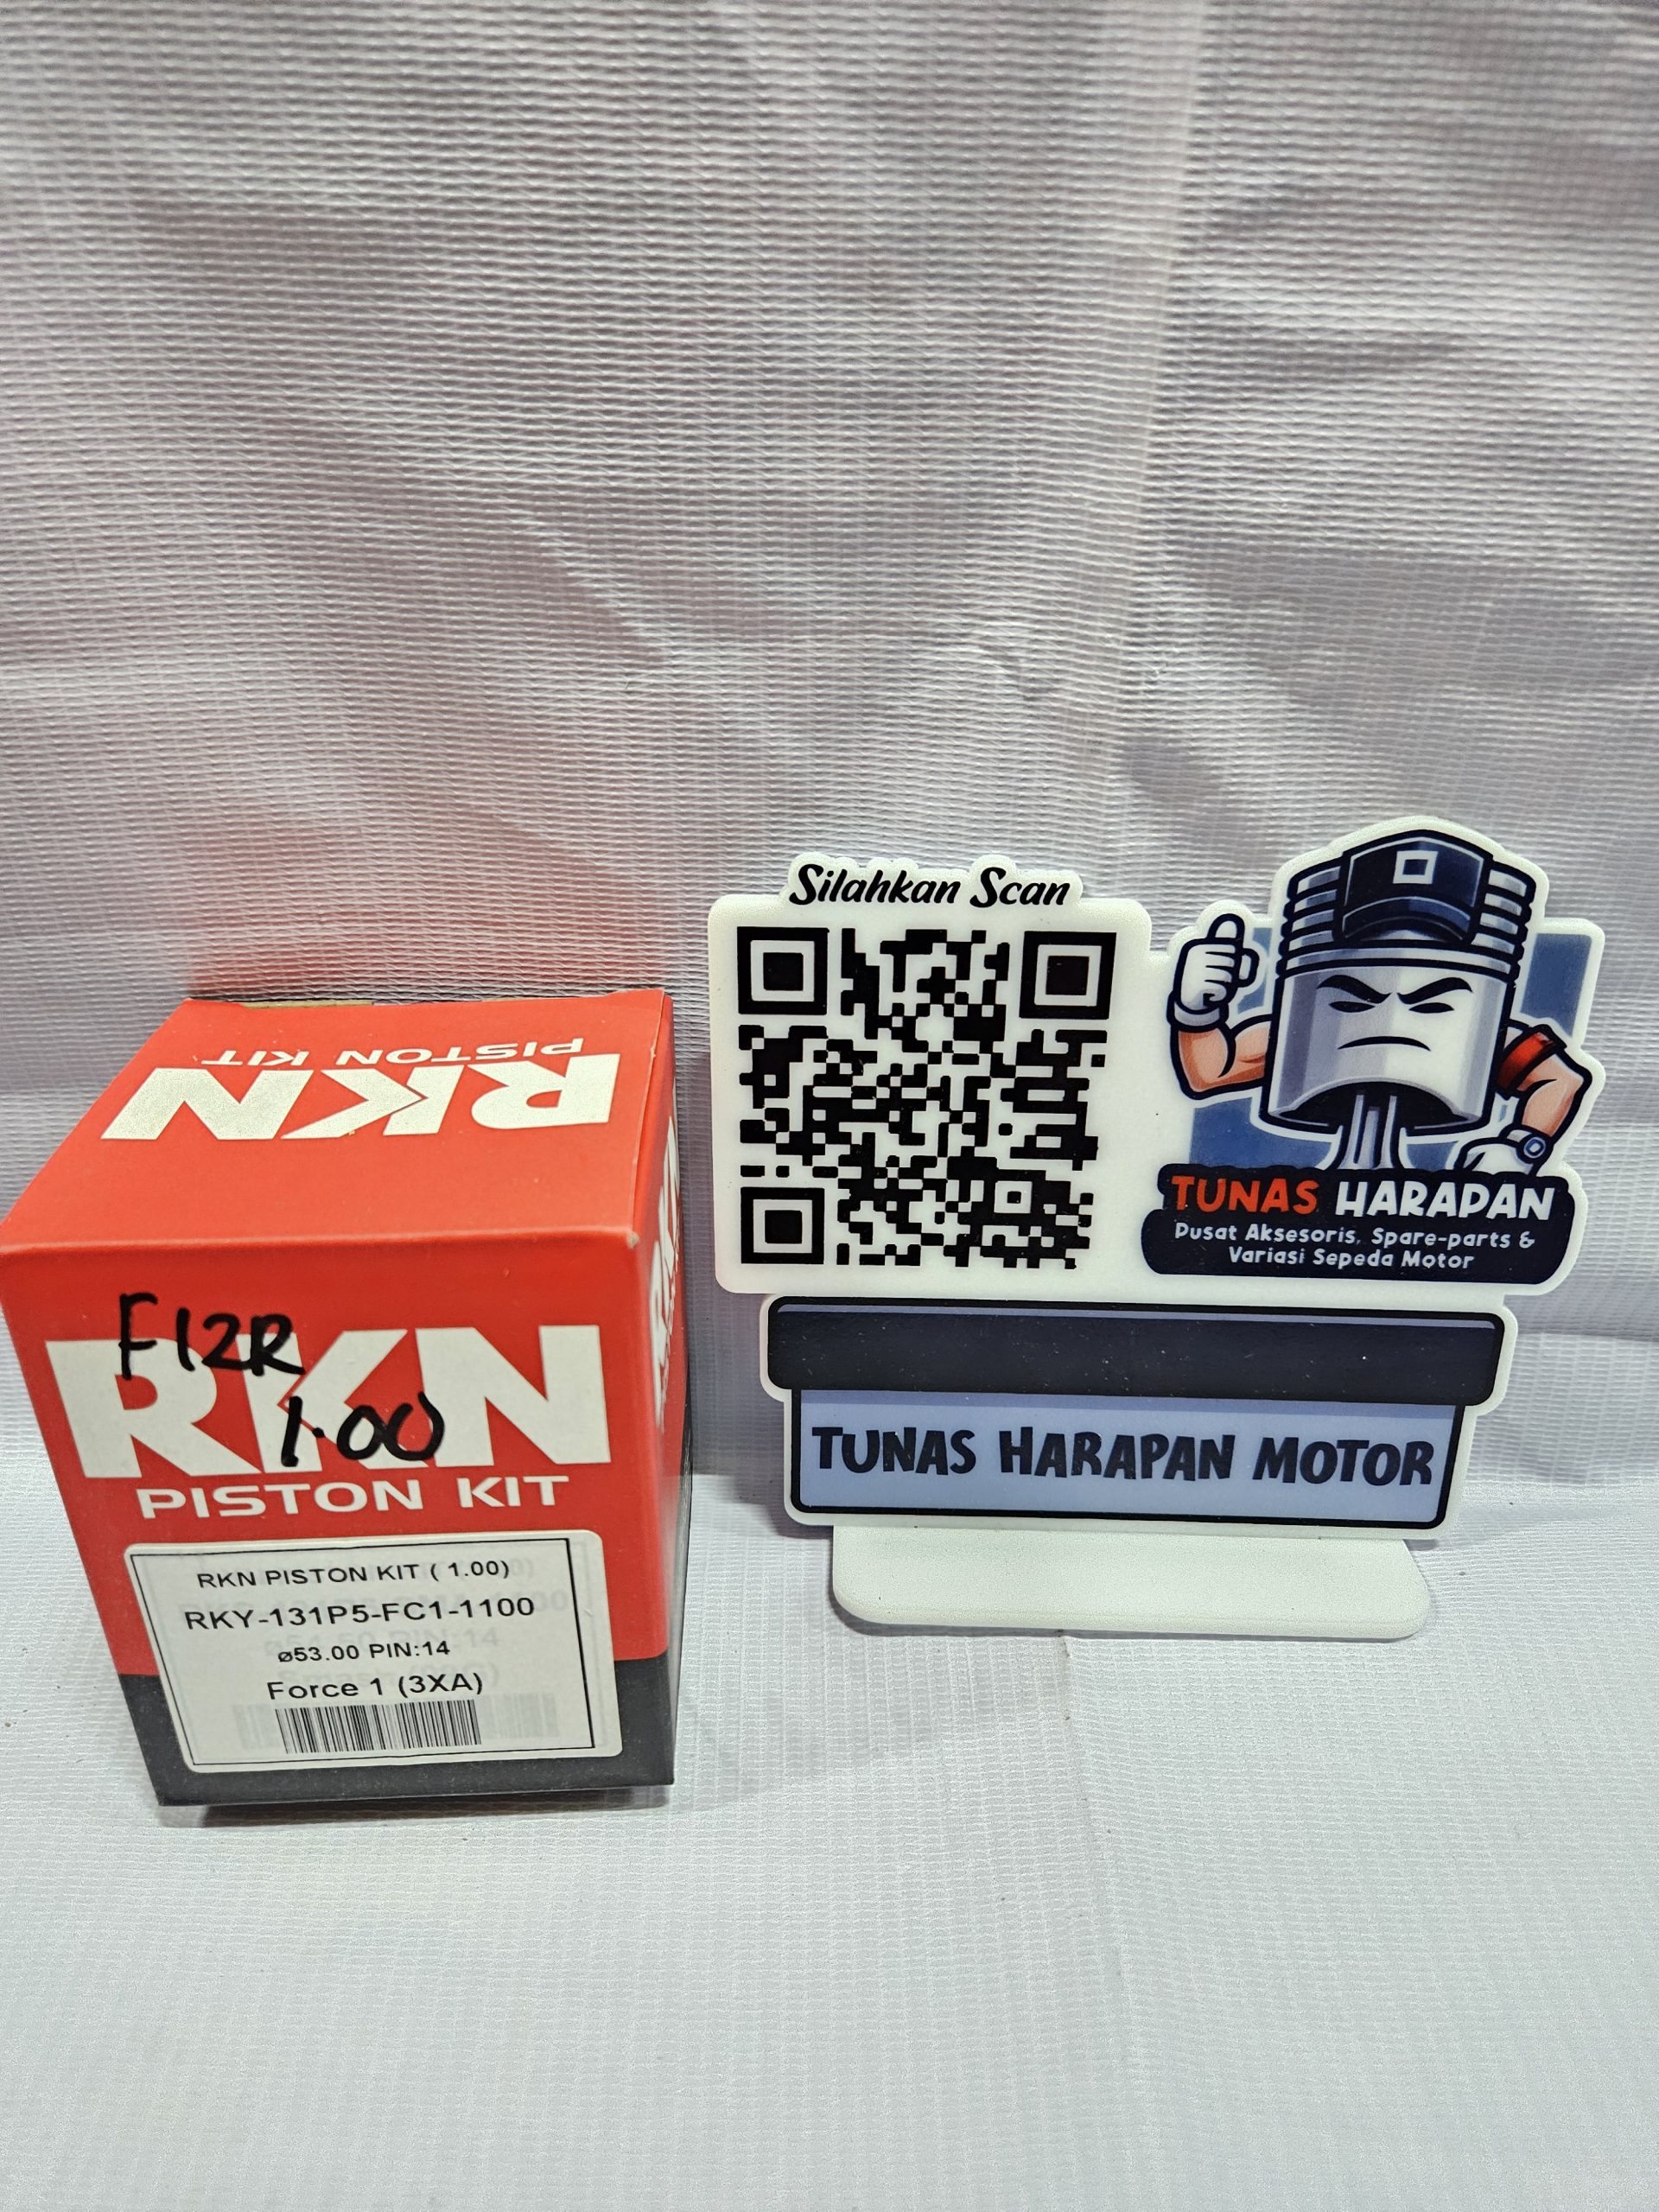 RKN
PISTON KIT
F12R
1.00
RKN
PISTON KIT
RKN PISTON KIT ( 1.00)
RKY-131P5-FC1-1100
ø53.00 PIN:14
Force 1 (3XA)
Silahkan Scan
TUNAS HARAPAN
Pusat Aksesoris, Spare-parts &
Variasi Sepeda Motor
TUNAS HARAPAN MOTOR